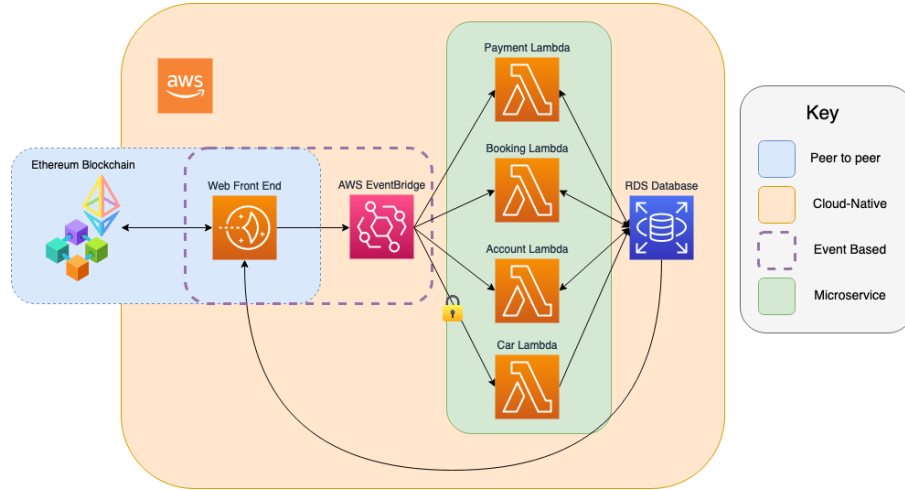 aws
Payment Lambda
Booking Lambda
Ethereum Blockchain
Web Front End
AWS EventBridge
RDS Database
Account Lambda
Car Lambda
Key
Peer to peer
Cloud-Native
Event Based
Microservice